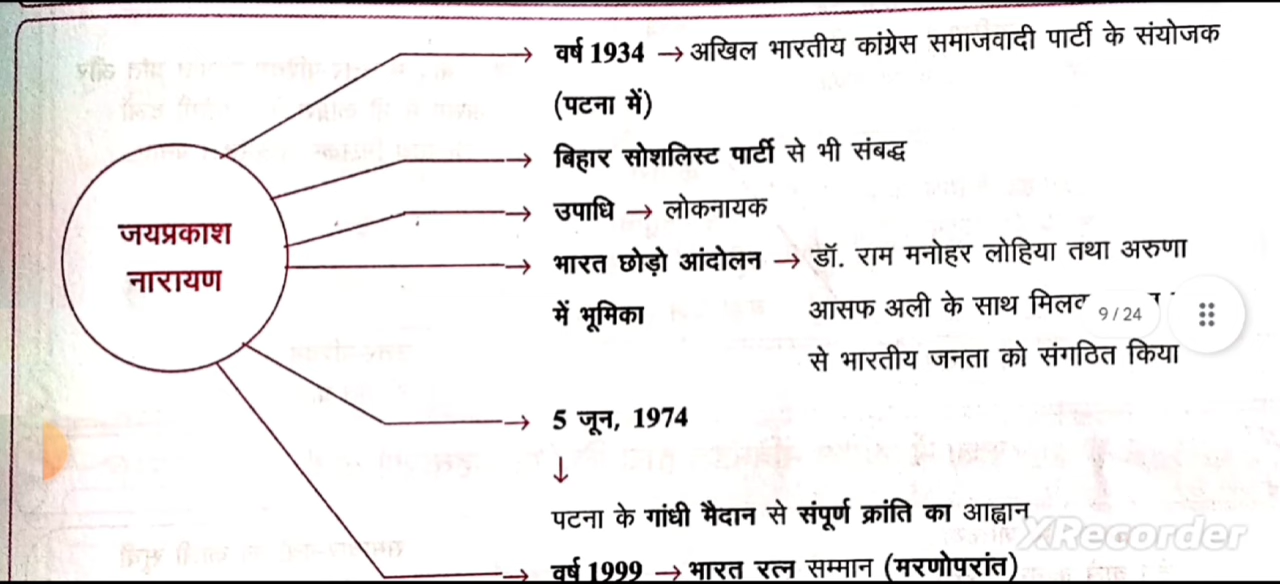 वर्ष 1934 → अखिल भारतीय कांग्रेस समाजवादी पार्टी के संयोजक
(पटना में)
बिहार सोशलिस्ट पार्टी से भी संबद्ध
उपाधि → लोकनायक
जयप्रकाश
नारायण
भारत छोड़ो आंदोलन → डॉ. राम मनोहर लोहिया तथा अरुणा
में भूमिका आसफ अली के साथ
9/24
से भारतीय जनता को संगठित किया
5 जून, 1974
↓
पटना के गांधी मैदान से संपूर्ण क्रांति का आह्वान
XRecorder
वर्ष 1999 → भारत रत्न सम्मान (मरणोपरांत)